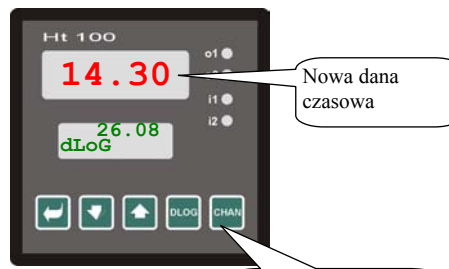 Ht 100
o1
14.30
Nowa dana
czasowa
i1
i2
26.08
dLoG
DLOG
CHAN